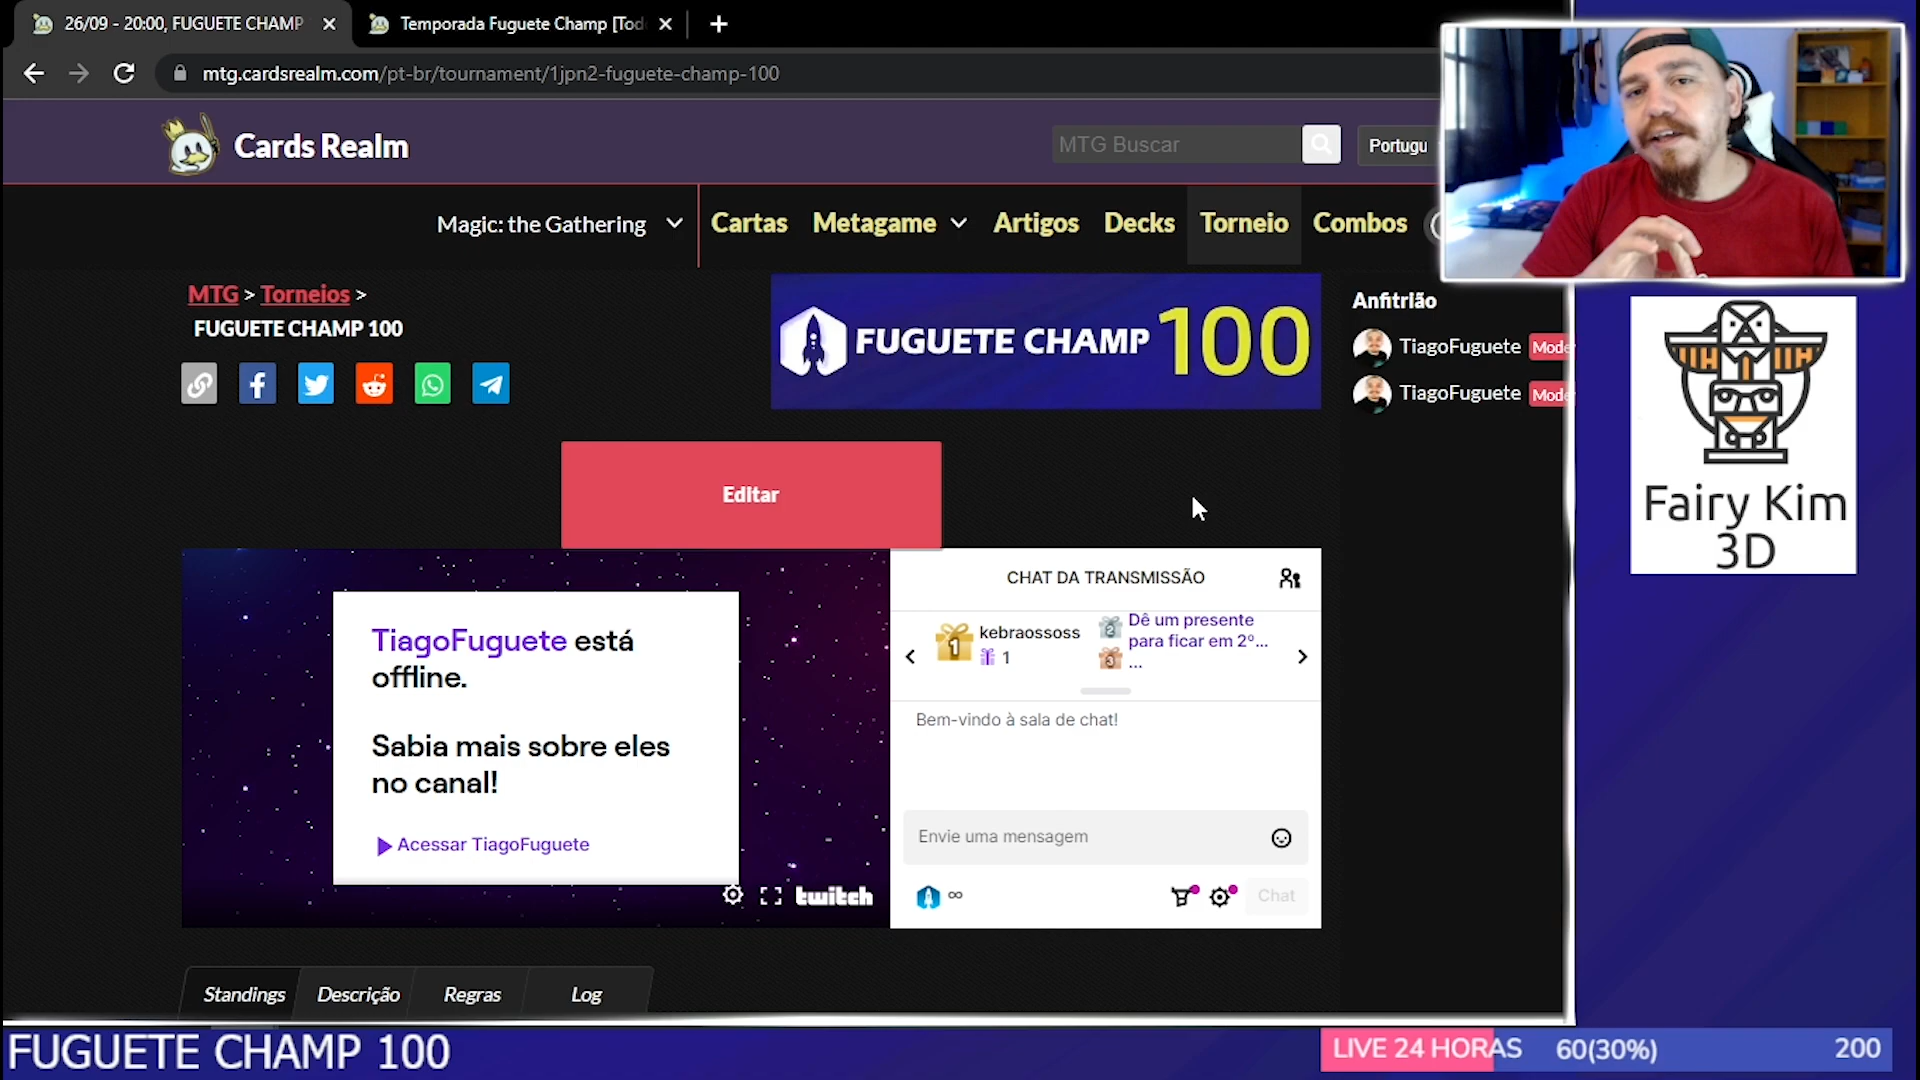 26/09 - 20:00, FUGUETE CHAMP
Temporada Fuguete Champ [Tod
mtg.cardsrealm.com/pt-br/tournament/1jpn2-fuguete-champ-100
Cards Realm
MTG Buscar
Portugu
Magic: the Gathering
Cartas
Metagame
Artigos
Decks
Torneio
Combos
MTG > Torneios >
FUGUETE CHAMP 100
FUGUETE CHAMP 100
Anfitrião
TiagoFuguete Mode
TiagoFuguete Mode
Editar
TiagoFuguete está
offline.
Sabia mais sobre eles
no canal!
Acessar TiagoFuguete
twitch
CHAT DA TRANSMISSÃO
1
kebraossoss
1
2
3
Dê um presente
para ficar em 2º...
...
Bem-vindo à sala de chat!
Envie uma mensagem
∞
Chat
Fairy Kim
3D
Standings
Descrição
Regras
Log
FUGUETE CHAMP 100
LIVE 24 HORAS
60(30%)
200